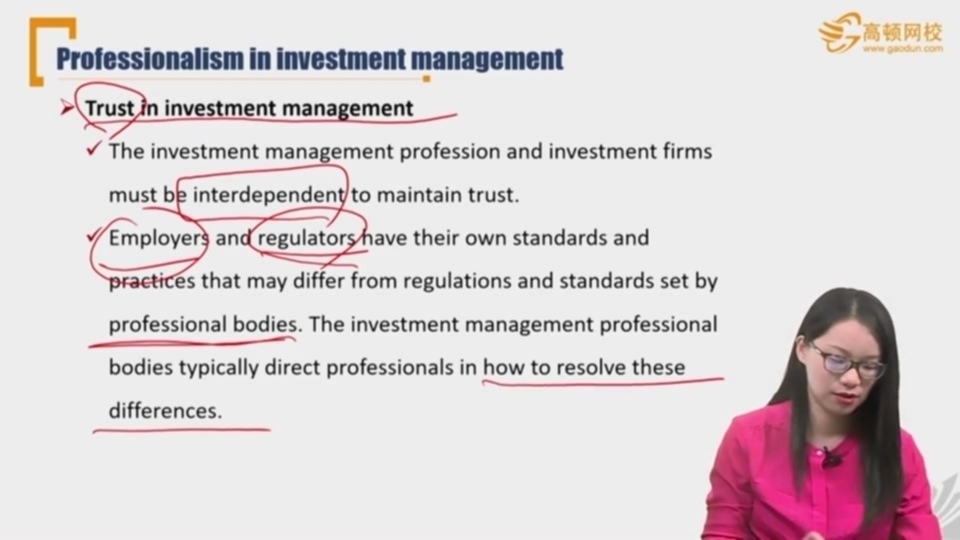 Professionalism in investment management
高顿网校
www.gaodun.com
Trust in investment management
The investment management profession and investment firms
must be interdependent to maintain trust.
Employers and regulators have their own standards and
practices that may differ from regulations and standards set by
professional bodies. The investment management professional
bodies typically direct professionals in how to resolve these
differences.